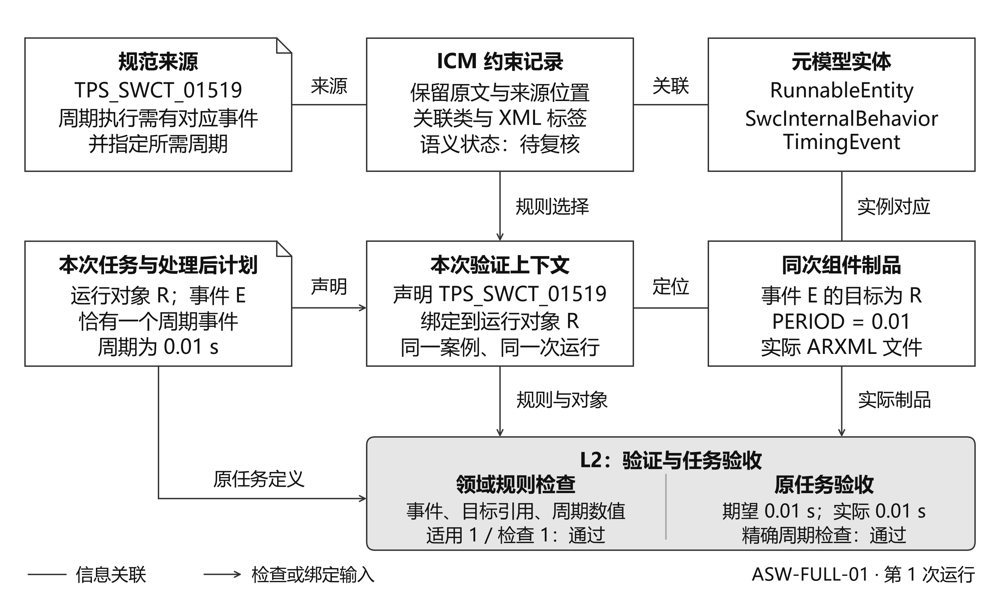 规范来源
TPS_SWCT_01519
周期执行需有对应事件
并指定所需周期
来源
ICM 约束记录
保留原文与来源位置
关联类与 XML 标签
语义状态：待复核
关联
元模型实体
RunnableEntity
SwcInternalBehavior
TimingEvent
规则选择
实例对应
本次任务与处理后计划
运行对象 R；事件 E
恰有一个周期事件
周期为 0.01 s
声明
本次验证上下文
声明 TPS_SWCT_01519
绑定到运行对象 R
同一案例、同一次运行
定位
同次组件制品
事件 E 的目标为 R
PERIOD = 0.01
实际 ARXML 文件
规则与对象
实际制品
原任务定义
L2：验证与任务验收
领域规则检查
事件、目标引用、周期数值
适用 1 / 检查 1：通过
原任务验收
期望 0.01 s；实际 0.01 s
精确周期检查：通过
信息关联
检查或绑定输入
ASW-FULL-01 · 第 1 次运行